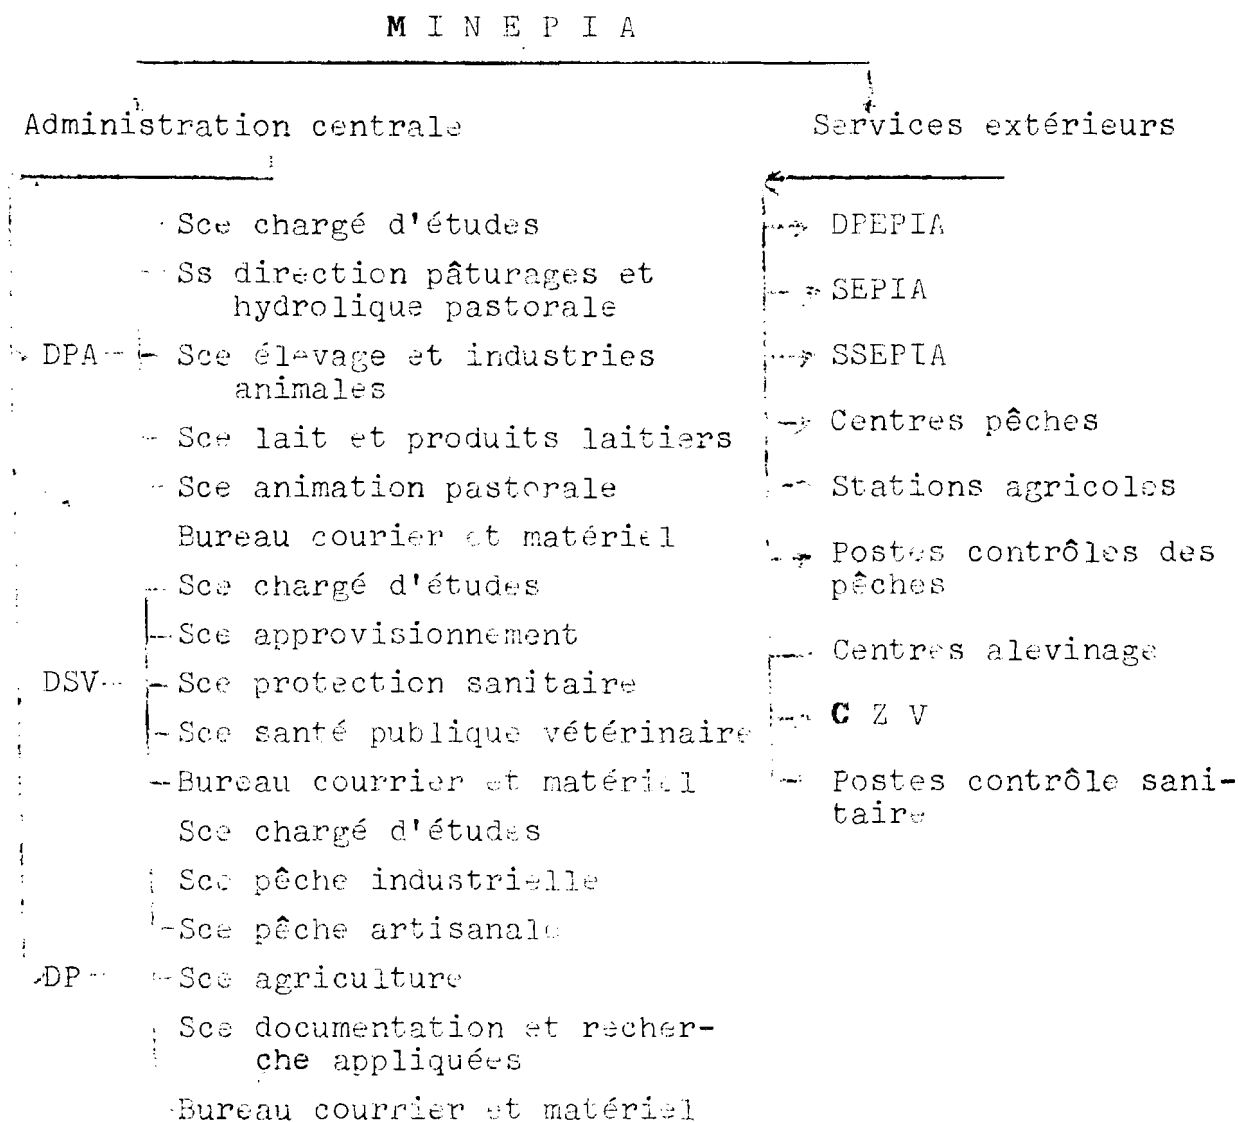 M I N E P I A
Administration centrale
Services extérieurs
Sce chargé d'études
Ss direction pâturages et
hydrolique pastorale
DPA
Sce élevage et industries
animales
Sce lait et produits laitiers
Sce animation pastorale
Bureau courier et matériel
DSV
Sce chargé d'études
Sce approvisionnement
Sce protection sanitaire
Sce santé publique vétérinaire
Bureau courrier et matériel
DP
Sce chargé d'études
Sce pêche industrielle
Sce pêche artisanale
Sce agriculture
Sce documentation et recher-
che appliquées
Bureau courrier et matériel
DPEPIA
SEPIA
SSEPIA
Centres pêches
Stations agricoles
Postes contrôles des
pêches
Centres alevinage
C Z V
Postes contrôle sani-
taire